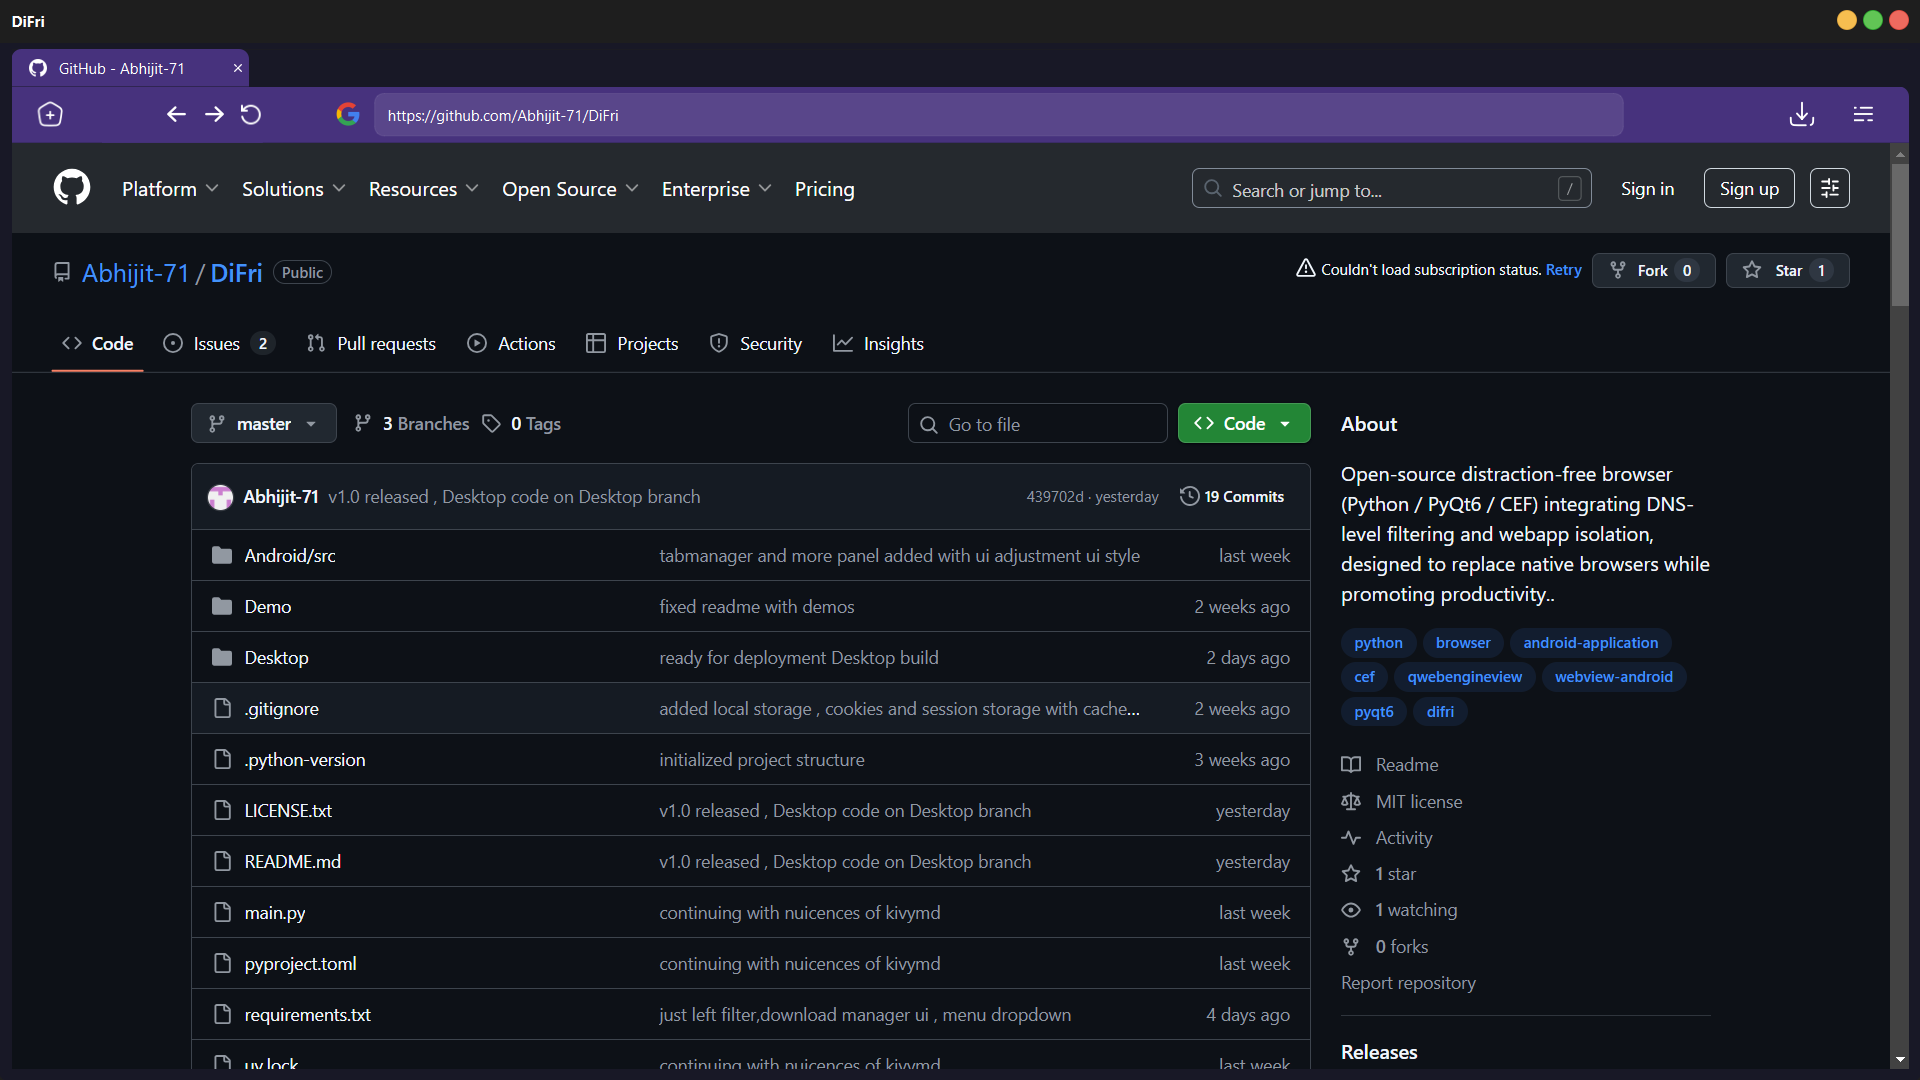 DiFri
GitHub - Abhijit-71
https://github.com/Abhijit-71/DiFri
Platform Solutions Resources Open Source Enterprise Pricing Search or jump to... / Sign in Sign up
Abhijit-71 / DiFri Public Couldn't load subscription status. Retry Fork 0 Star 1
Code Issues 2 Pull requests Actions Projects Security Insights
master 3 Branches 0 Tags Go to file Code
Abhijit-71 v1.0 released , Desktop code on Desktop branch 439702d · yesterday 19 Commits
Android/src tabmanager and more panel added with ui adjustment ui style last week
Demo fixed readme with demos 2 weeks ago
Desktop ready for deployment Desktop build 2 days ago
.gitignore added local storage , cookies and session storage with cache... 2 weeks ago
.python-version initialized project structure 3 weeks ago
LICENSE.txt v1.0 released , Desktop code on Desktop branch yesterday
README.md v1.0 released , Desktop code on Desktop branch yesterday
main.py continuing with nuicences of kivymd last week
pyproject.toml continuing with nuicences of kivymd last week
requirements.txt just left filter,download manager ui , menu dropdown 4 days ago
uv.lock continuing with nuicences of kivymd last week
About
Open-source distraction-free browser
(Python / PyQt6 / CEF) integrating DNS-
level filtering and webapp isolation,
designed to replace native browsers while
promoting productivity..
python browser android-application
cef qwebengineview webview-android
pyqt6 difri
Readme
MIT license
Activity
1 star
1 watching
0 forks
Report repository
Releases